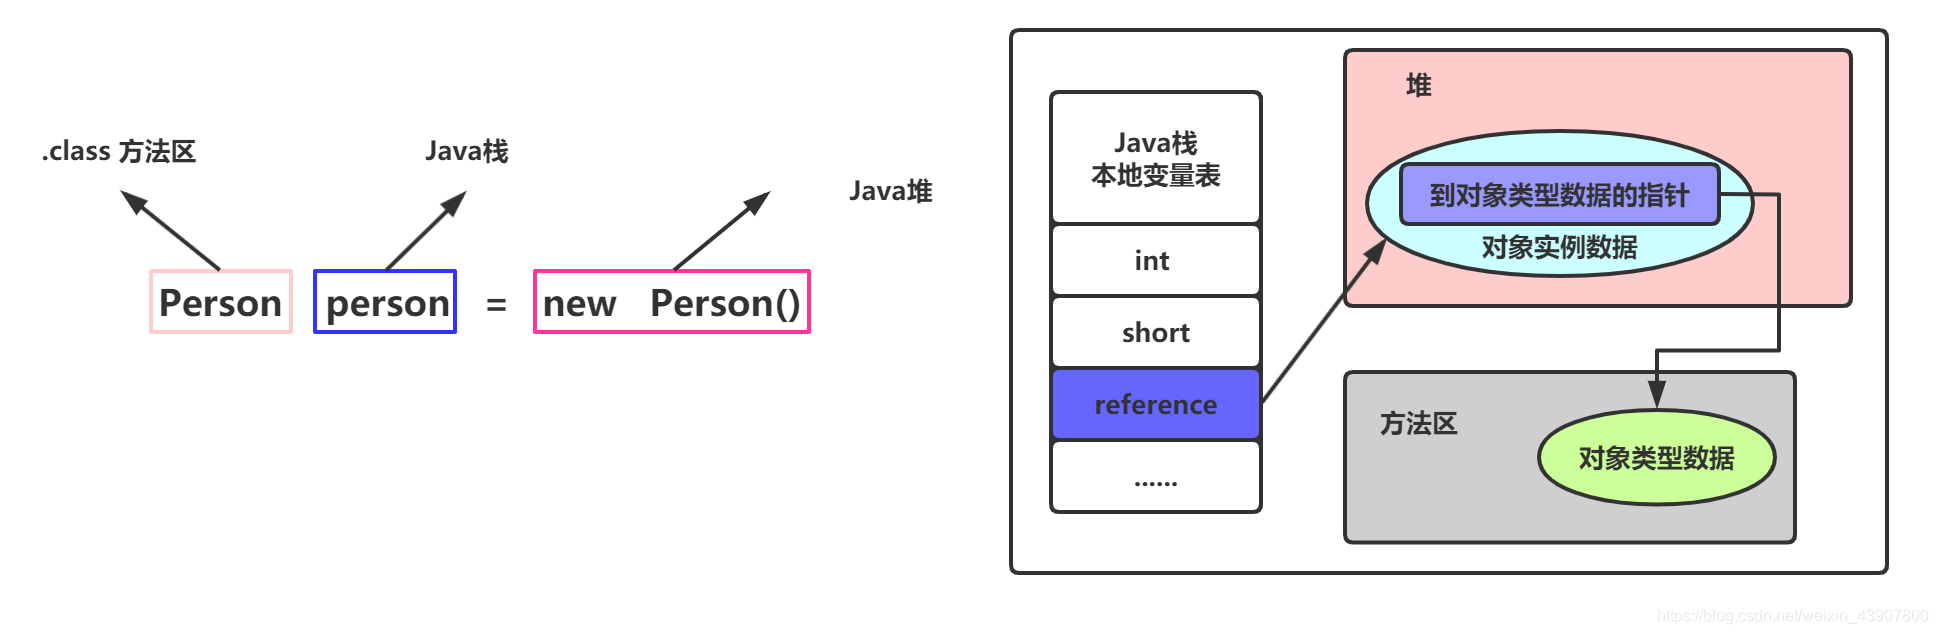 .class 方法区
Java栈
Java堆
Person person = new Person()
Java栈
本地变量表
int
short
reference
......
堆
到对象类型数据的指针
对象实例数据
方法区
对象类型数据
https://blog.csdn.net/weixin_43907800